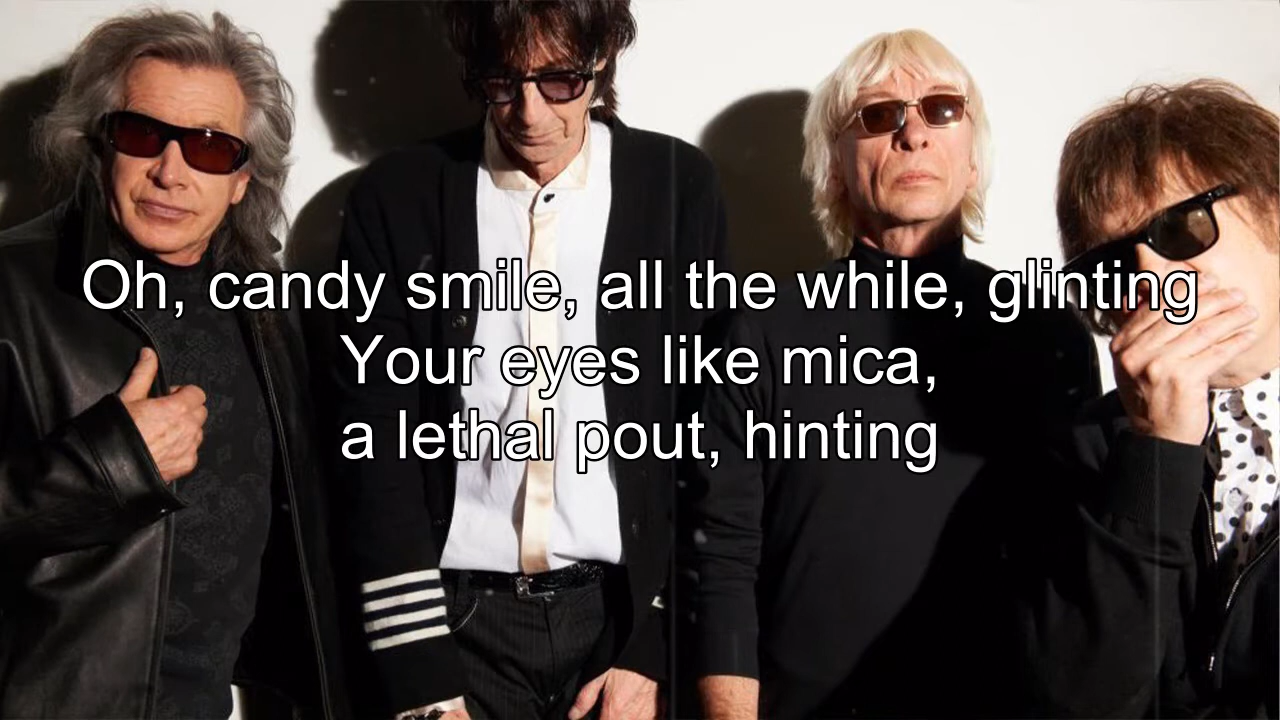 Oh, candy smile, all the while, glinting
Your eyes like mica,
a lethal pout, hinting